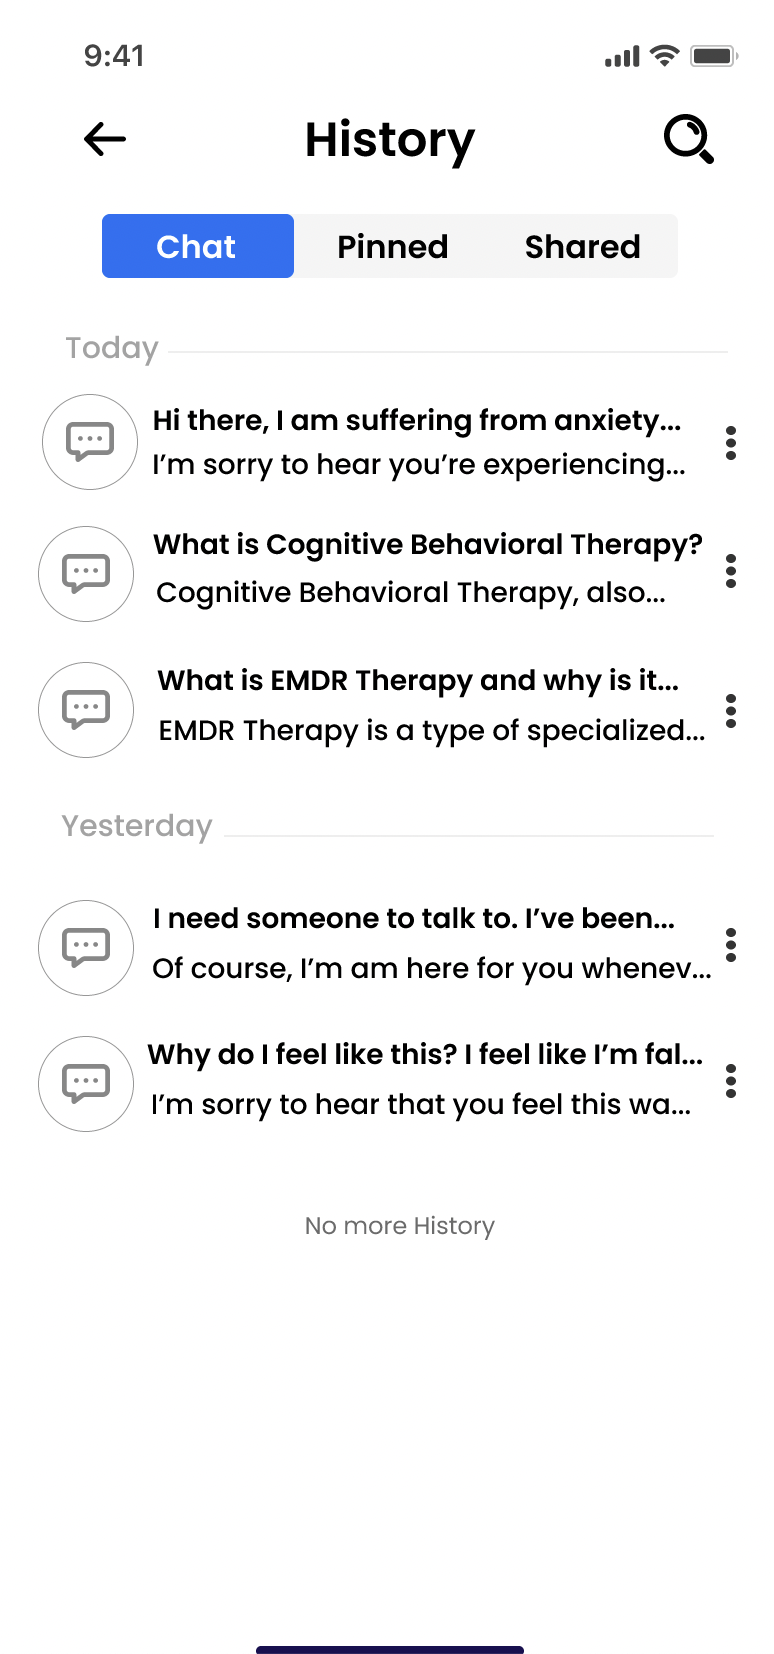 9:41
History
Chat Pinned Shared
Today
Hi there, I am suffering from anxiety...
I’m sorry to hear you’re experiencing...
What is Cognitive Behavioral Therapy?
Cognitive Behavioral Therapy, also...
What is EMDR Therapy and why is it...
EMDR Therapy is a type of specialized...
Yesterday
I need someone to talk to. I’ve been...
Of course, I’m am here for you whenev...
Why do I feel like this? I feel like I’m fal...
I’m sorry to hear that you feel this wa...
No more History